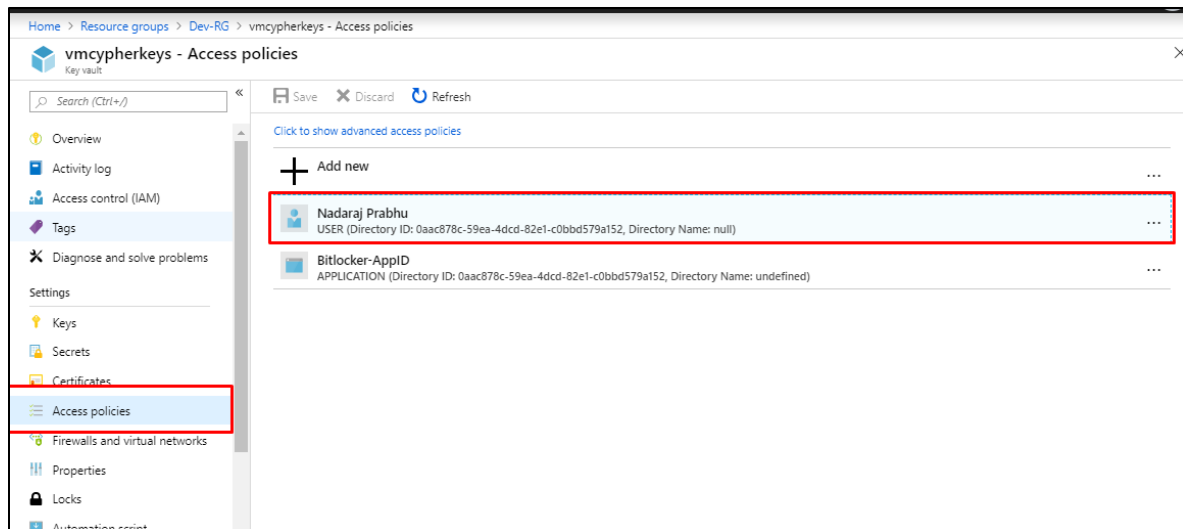 Home > Resource groups > Dev-RG > vmcypherkeys - Access policies
vmcypherkeys - Access policies
Key vault
Search (Ctrl+/)
Overview
Activity log
Access control (IAM)
Tags
Diagnose and solve problems
Settings
Keys
Secrets
Certificates
Access policies
Firewalls and virtual networks
Properties
Locks
Automation script
Save Discard Refresh
Click to show advanced access policies
Add new
Nadaraj Prabhu
USER (Directory ID: 0aac878c-59ea-4dcd-82e1-c0bbd579a152, Directory Name: null)
Bitlocker-AppID
APPLICATION (Directory ID: 0aac878c-59ea-4dcd-82e1-c0bbd579a152, Directory Name: undefined)